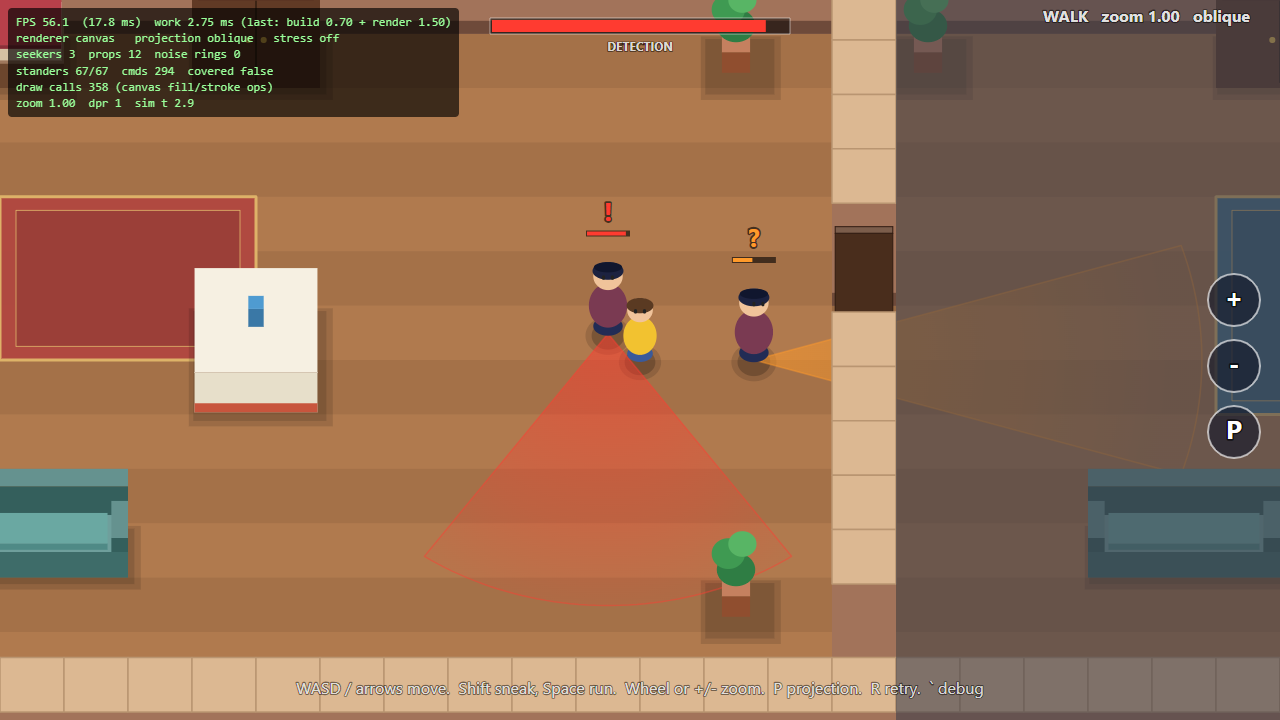 FPS 56.1  (17.8 ms)  work 2.75 ms (last: build 0.70 + render 1.50)
renderer canvas  projection oblique  stress off
seekers 3  props 12  noise rings 0
standers 67/67  cmds 294  covered false
draw calls 358 (canvas fill/stroke ops)
zoom 1.00  dpr 1  sim t 2.9
DETECTION
WALK  zoom 1.00  oblique
!
?
+
-
P
WASD / arrows move.  Shift sneak, Space run.  Wheel or +/- zoom.  P projection.  R retry.  ` debug